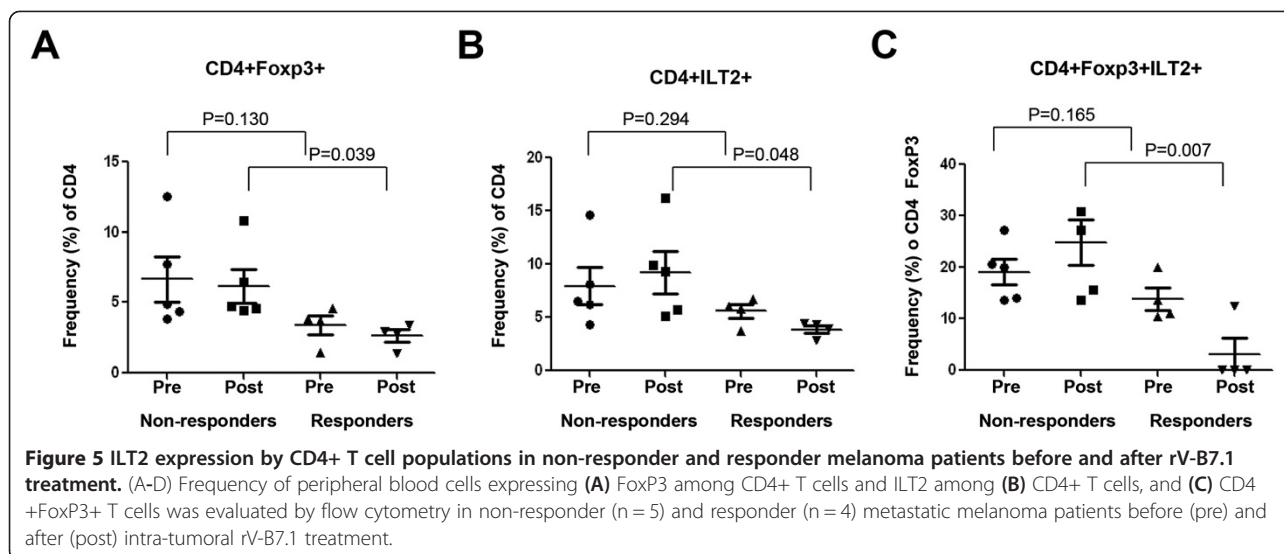 A
CD4+Foxp3+
P=0.130
P=0.039
Frequency (%) of CD4
15
10
5
0
Pre Post Pre Post
Non-responders Responders
B
CD4+ILT2+
P=0.294
P=0.048
Frequency (%) of CD4
20
15
10
5
0
Pre Post Pre Post
Non-responders Responders
C
CD4+Foxp3+ILT2+
P=0.165
P=0.007
Frequency (%) o CD4 FoxP3
40
30
20
10
0
Pre Post Pre Post
Non-responders Responders
Figure 5 ILT2 expression by CD4+ T cell populations in non-responder and responder melanoma patients before and after rV-B7.1
treatment. (A-D) Frequency of peripheral blood cells expressing (A) FoxP3 among CD4+ T cells and ILT2 among (B) CD4+ T cells, and (C) CD4
+FoxP3+ T cells was evaluated by flow cytometry in non-responder (n = 5) and responder (n = 4) metastatic melanoma patients before (pre) and
after (post) intra-tumoral rV-B7.1 treatment.